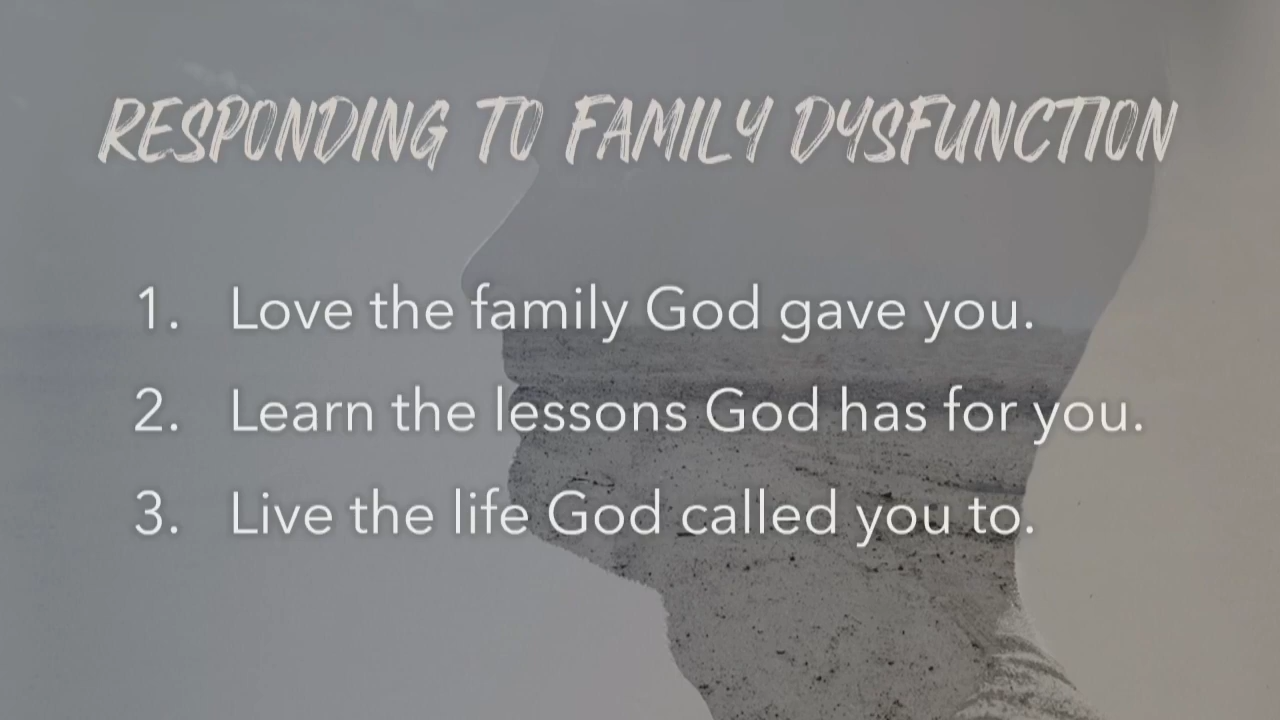 RESPONDING TO FAMILY DYSFUNCTION
1. Love the family God gave you.
2. Learn the lessons God has for you.
3. Live the life God called you to.